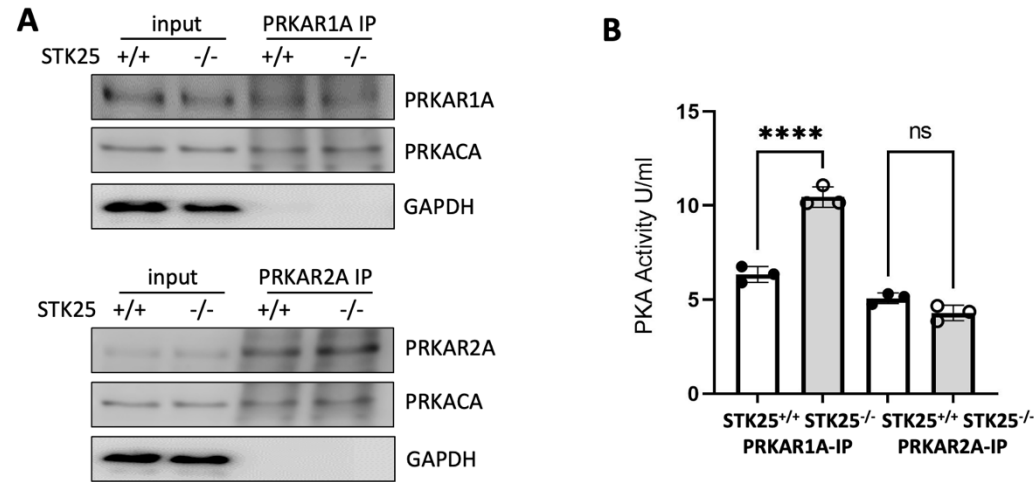 A
input PRKAR1A IP
STK25 +/+ -/- +/+ -/-
PRKAR1A
PRKACA
GAPDH
input PRKAR2A IP
STK25 +/+ -/- +/+ -/-
PRKAR2A
PRKACA
GAPDH
B
PKA Activity U/ml
15
10
5
0
**** ns
STK25+/+ STK25-/- STK25+/+ STK25-/-
PRKAR1A-IP PRKAR2A-IP